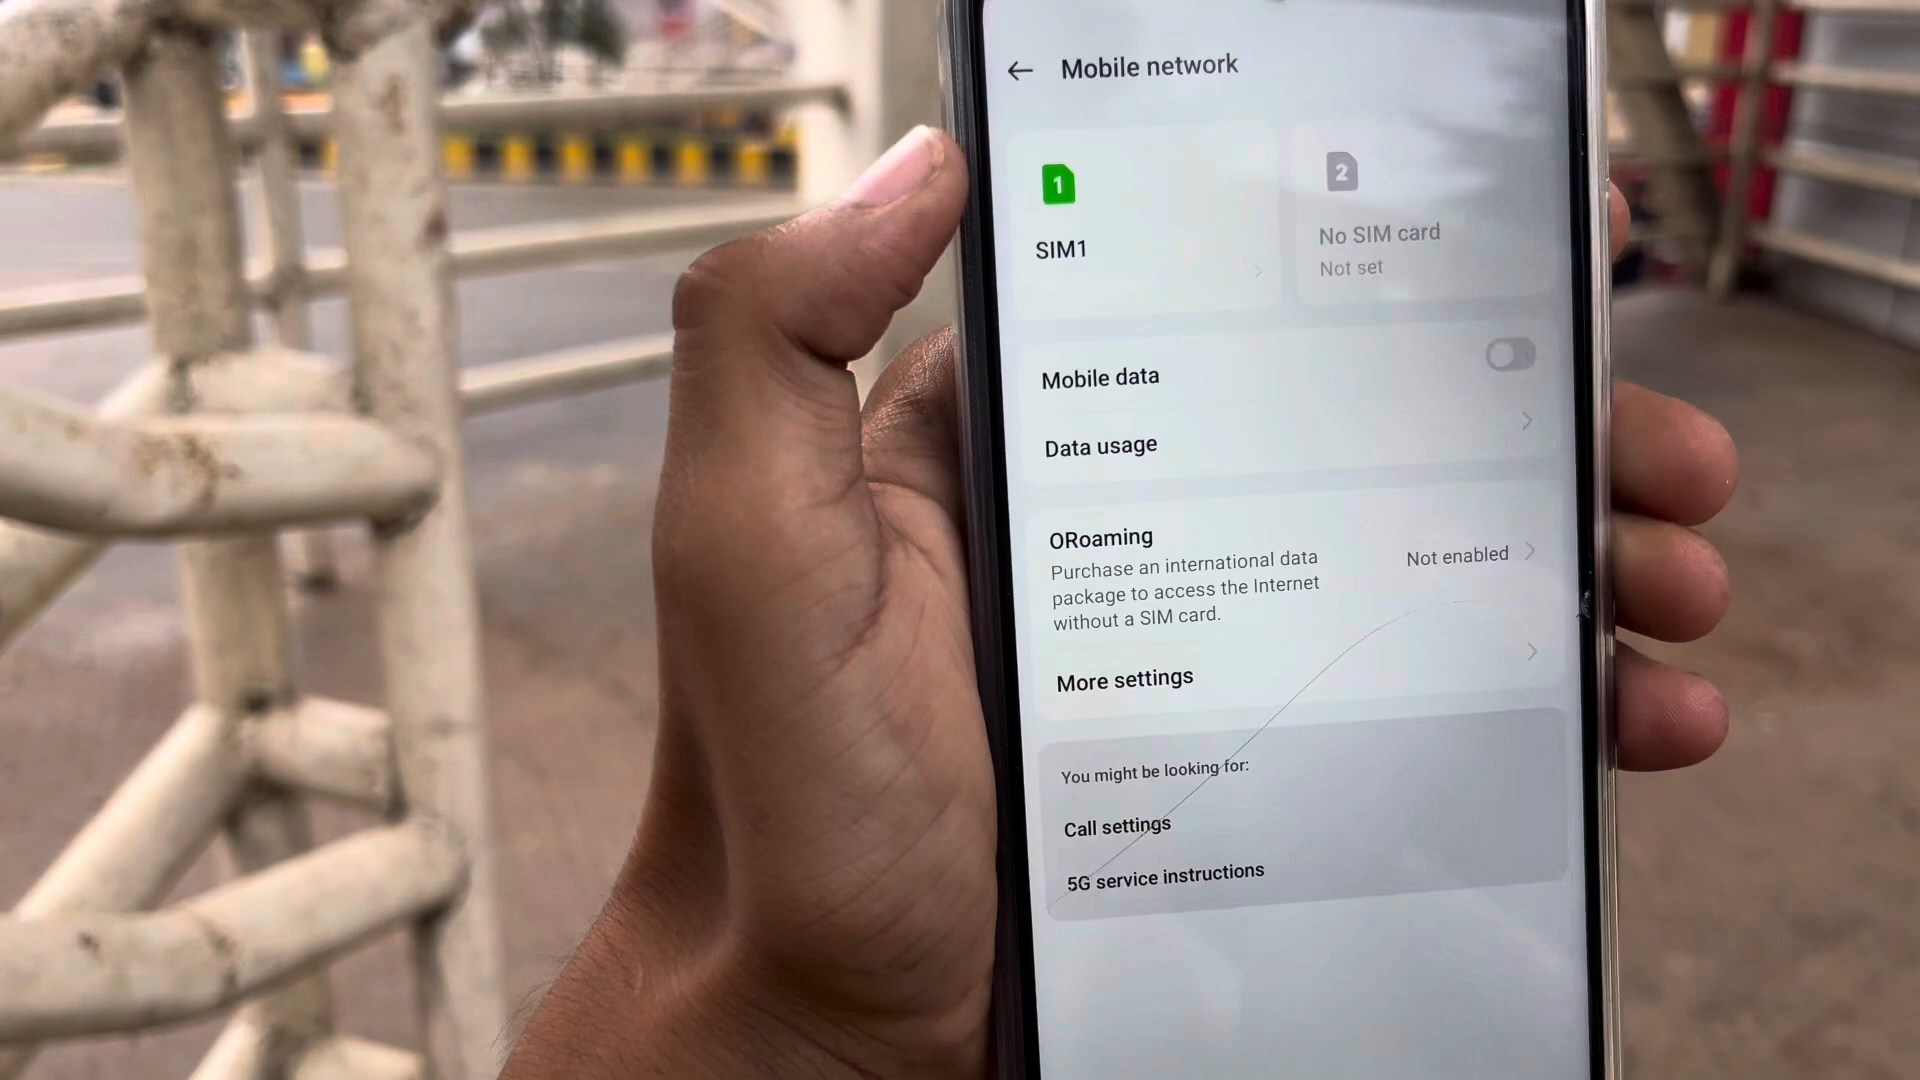 Mobile network
1
SIM1
2
No SIM card
Not set
Mobile data
Data usage
ORoaming
Purchase an international data
package to access the Internet
without a SIM card.
Not enabled
More settings
You might be looking for:
Call settings
5G service instructions